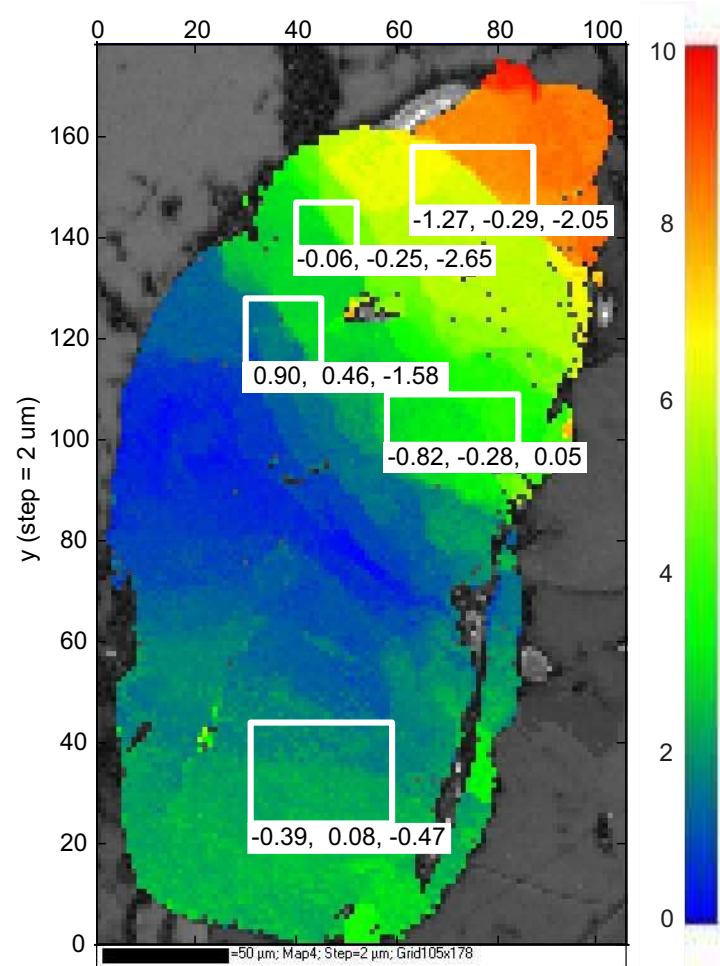 0 20 40 60 80 100
10
160
-1.27, -0.29, -2.05
8
140
-0.06, -0.25, -2.65
120
0.90, 0.46, -1.58
6
100
-0.82, -0.28, 0.05
y (step = 2 um)
80
4
60
40
2
-0.39, 0.08, -0.47
20
0
0
=50 µm; Map4; Step=2 µm; Grid105x178